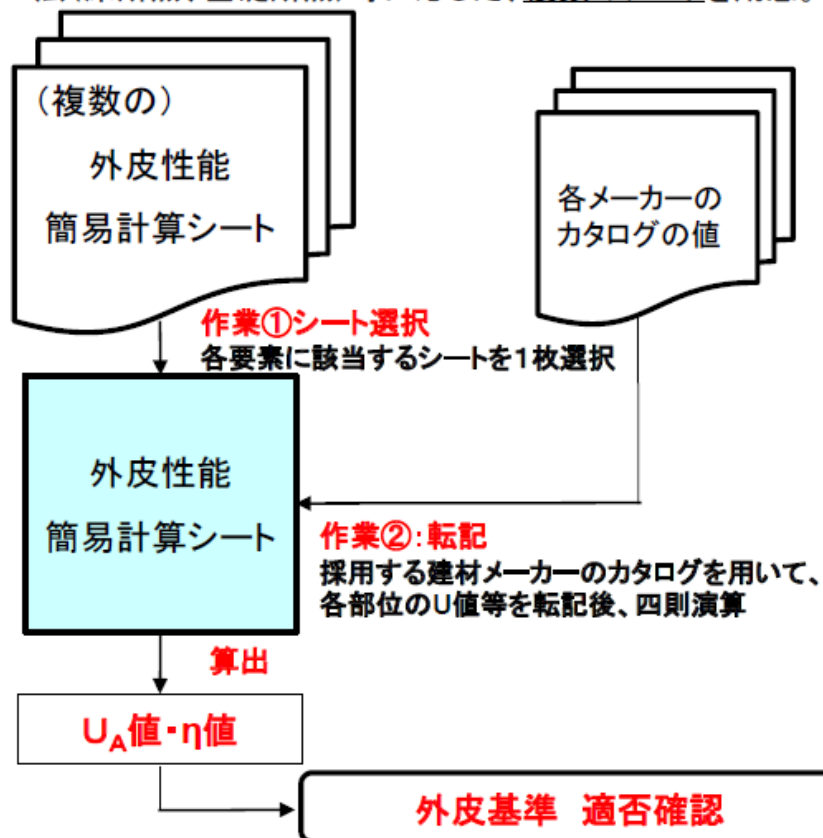 (複数の)
外皮性能
簡易計算シート
各メーカーの
カタログの値
作業①シート選択
各要素に該当するシートを1枚選択
外皮性能
簡易計算シート
作業②:転記
採用する建材メーカーのカタログを用いて、
各部位のU値等を転記後、四則演算
算出
UA値・η値
外皮基準 適否確認